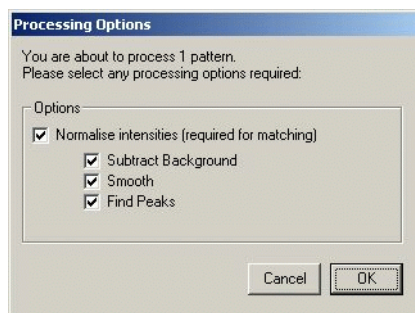 Processing Options
You are about to process 1 pattern.
Please select any processing options required:
Options
Normalise intensities (required for matching)
Subtract Background
Smooth
Find Peaks
Cancel OK